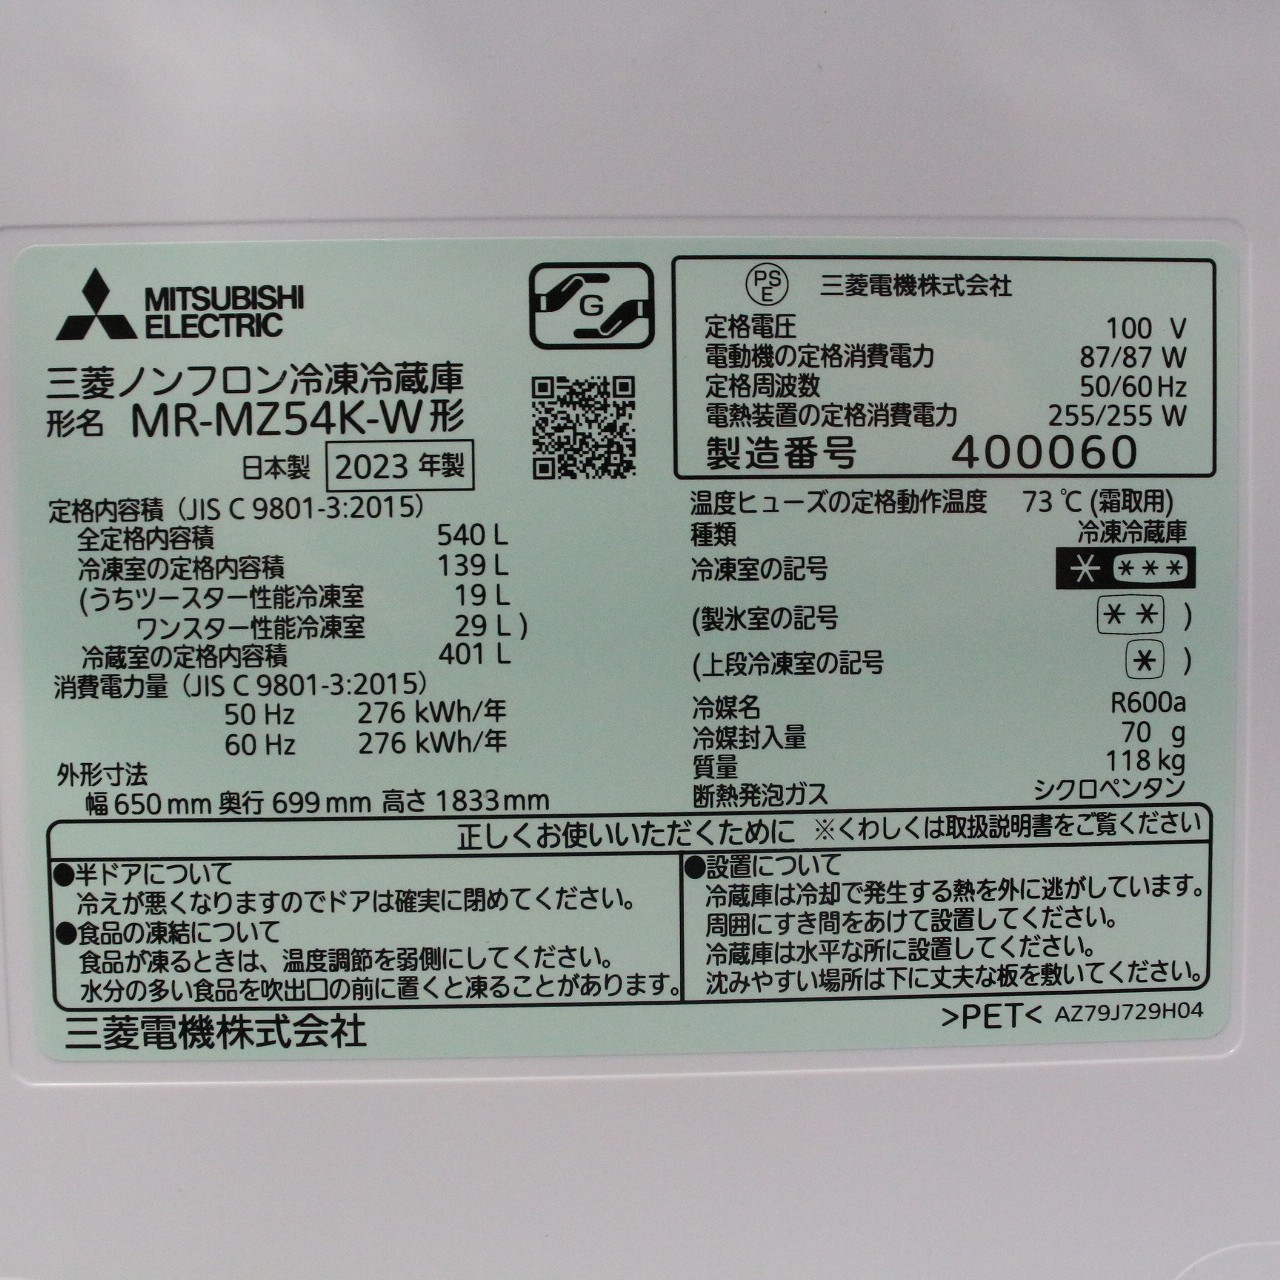 MITSUBISHI
ELECTRIC
G
三菱ノンフロン冷凍冷蔵庫
形名 MR-MZ54K-W形
日本製 2023 年製
定格内容積（JIS C 9801-3:2015）
全定格内容積 540 L
冷凍室の定格内容積 139 L
(うちツースター性能冷凍室 19 L
ワンスター性能冷凍室 29 L )
冷蔵室の定格内容積 401 L
消費電力量（JIS C 9801-3:2015）
50 Hz 276 kWh/年
60 Hz 276 kWh/年
外形寸法
幅 650 mm 奥行 699 mm 高さ 1833 mm
PS
E
三菱電機株式会社
定格電圧 100 V
電動機の定格消費電力 87/87 W
定格周波数 50/60 Hz
電熱装置の定格消費電力 255/255 W
製造番号 400060
温度ヒューズの定格動作温度 73 ℃ (霜取用)
種類 冷凍冷蔵庫
冷凍室の記号 * ***
(製氷室の記号 ** )
(上段冷凍室の記号 * )
冷媒名 R600a
冷媒封入量 70 g
質量 118 kg
断熱発泡ガス シクロペンタン
正しくお使いいただくために ※くわしくは取扱説明書をご覧ください
●半ドアについて
冷えが悪くなりますのでドアは確実に閉めてください。
●食品の凍結について
食品が凍るときは、温度調節を弱側にしてください。
水分の多い食品を吹出口の前に置くと凍ることがあります。
●設置について
冷蔵庫は冷却で発生する熱を外に逃がしています。
周囲にすき間をあけて設置してください。
冷蔵庫は水平な所に設置してください。
沈みやすい場所は下に丈夫な板を敷いてください。
三菱電機株式会社
>PET< AZ79J729H04